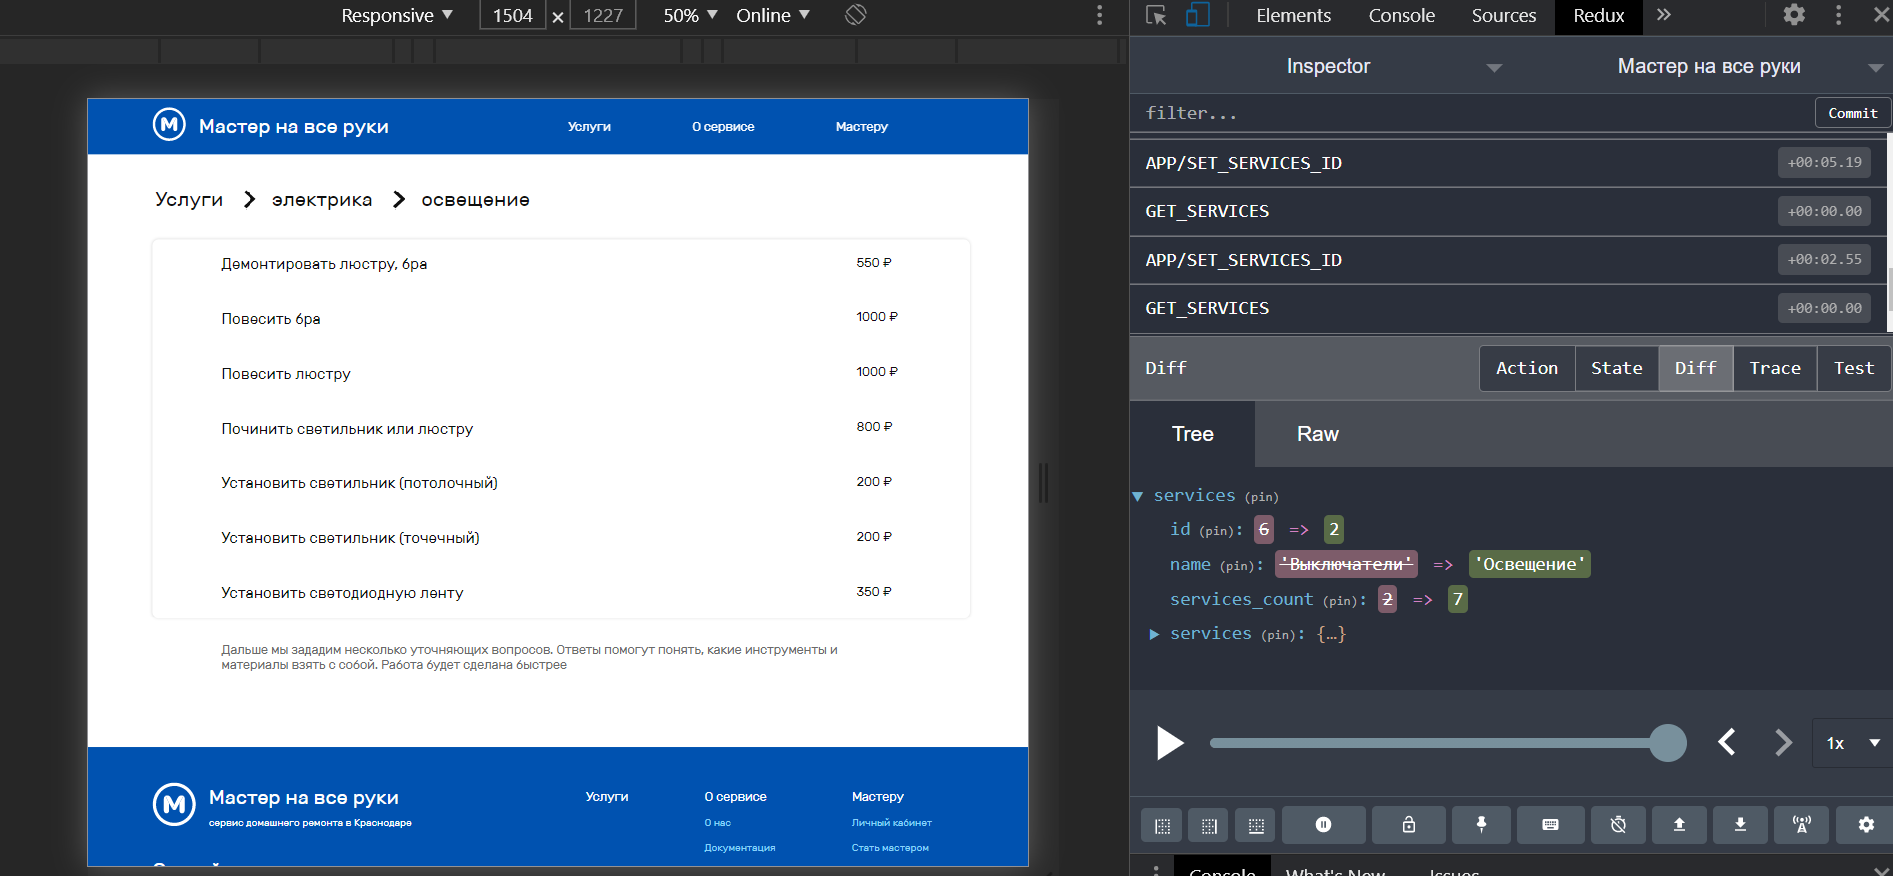 Responsive ▼ 1504 × 1227 50% ▼ Online ▼
Elements Console Sources Redux »
Inspector Мастер на все руки
filter... Commit
APP/SET_SERVICES_ID +00:05.19
GET_SERVICES +00:00.00
APP/SET_SERVICES_ID +00:02.55
GET_SERVICES +00:00.00
Diff Action State Diff Trace Test
Tree Raw
services (pin)
id (pin): 6 => 2
name (pin): 'Выключатели' => 'Освещение'
services_count (pin): 2 => 7
services (pin): {…}
1x
Console What's New Issues
М Мастер на все руки Услуги О сервисе Мастеру
Услуги электрика освещение
Демонтировать люстру, бра 550 ₽
Повесить бра 1000 ₽
Повесить люстру 1000 ₽
Починить светильник или люстру 800 ₽
Установить светильник (потолочный) 200 ₽
Установить светильник (точечный) 200 ₽
Установить светодиодную ленту 350 ₽
Дальше мы зададим несколько уточняющих вопросов. Ответы помогут понять, какие инструменты и
материалы взять с собой. Работа будет сделана быстрее
М Мастер на все руки Услуги О сервисе Мастеру
сервис домашнего ремонта в Краснодаре О нас Личный кабинет
Документация Стать мастером